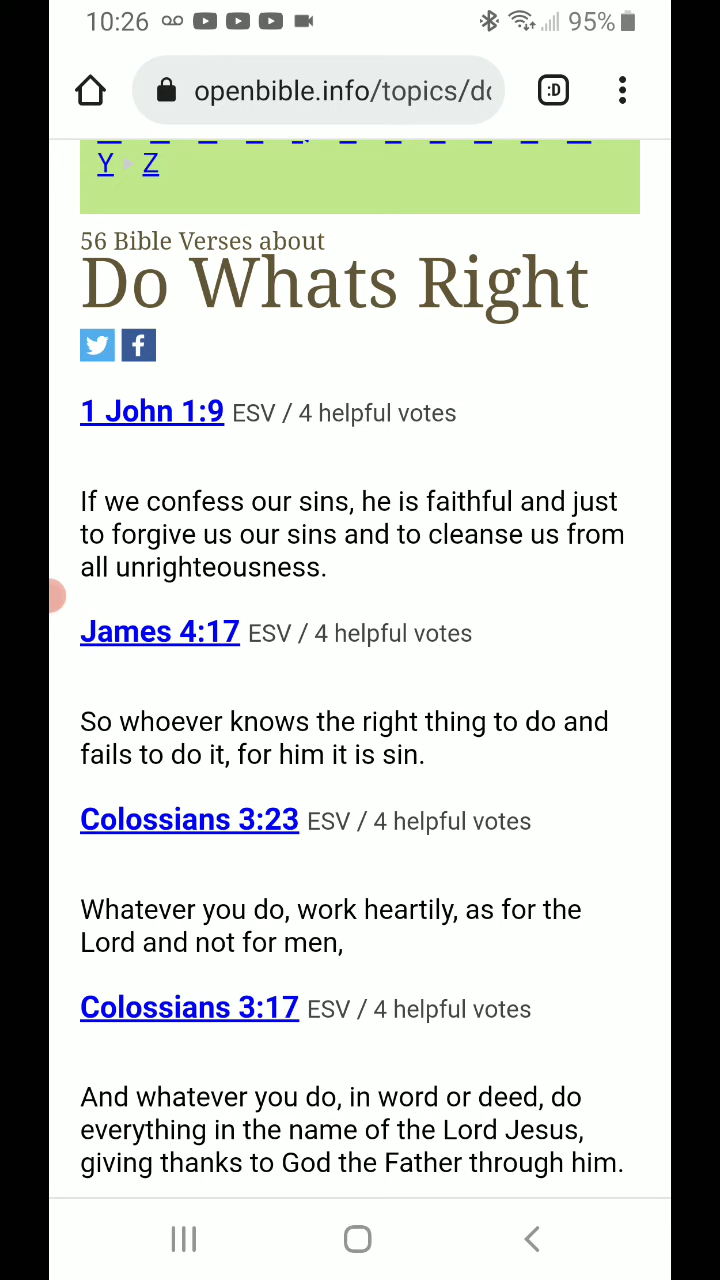 10:26 95%
openbible.info/topics/do
:D
Y > Z
56 Bible Verses about
Do Whats Right
1 John 1:9 ESV / 4 helpful votes
If we confess our sins, he is faithful and just
to forgive us our sins and to cleanse us from
all unrighteousness.
James 4:17 ESV / 4 helpful votes
So whoever knows the right thing to do and
fails to do it, for him it is sin.
Colossians 3:23 ESV / 4 helpful votes
Whatever you do, work heartily, as for the
Lord and not for men,
Colossians 3:17 ESV / 4 helpful votes
And whatever you do, in word or deed, do
everything in the name of the Lord Jesus,
giving thanks to God the Father through him.